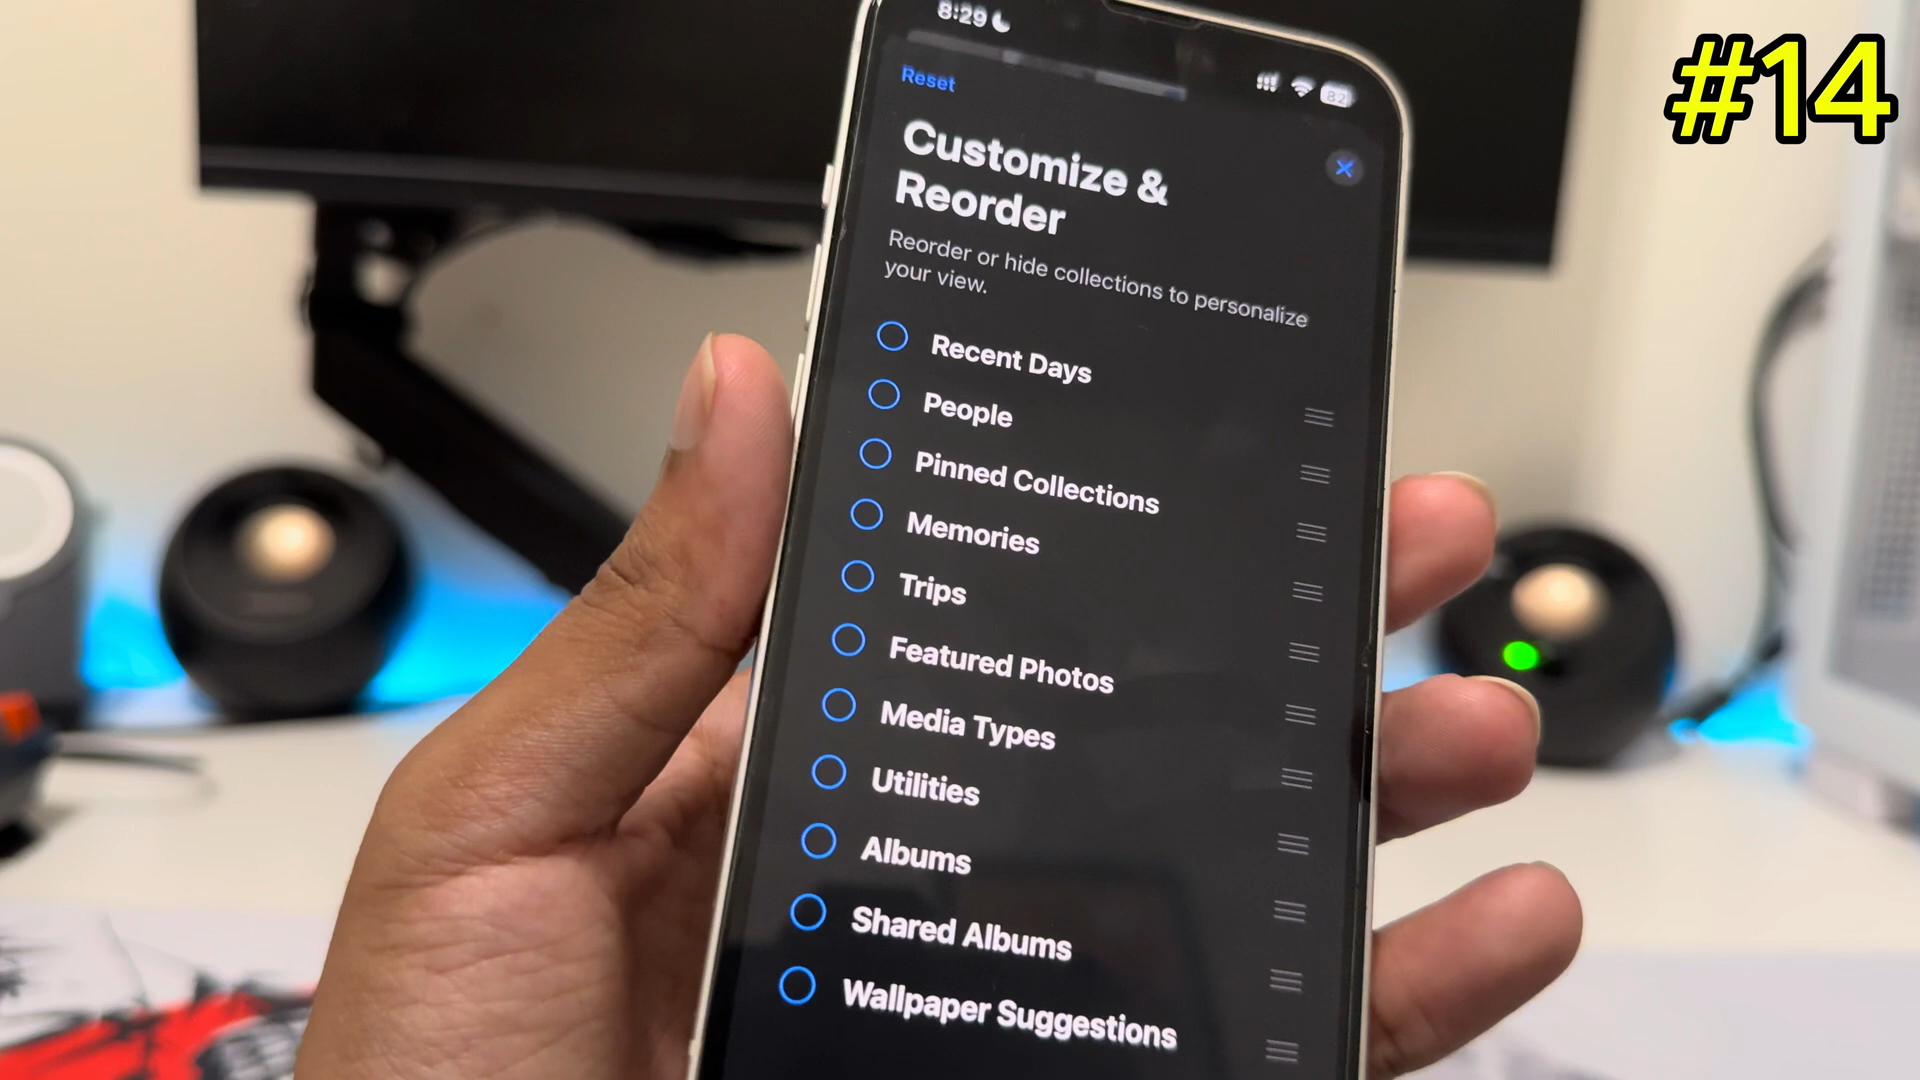 #14
8:29
82
Reset
Customize &
Reorder
Reorder or hide collections to personalize
your view.
Recent Days
People
Pinned Collections
Memories
Trips
Featured Photos
Media Types
Utilities
Albums
Shared Albums
Wallpaper Suggestions